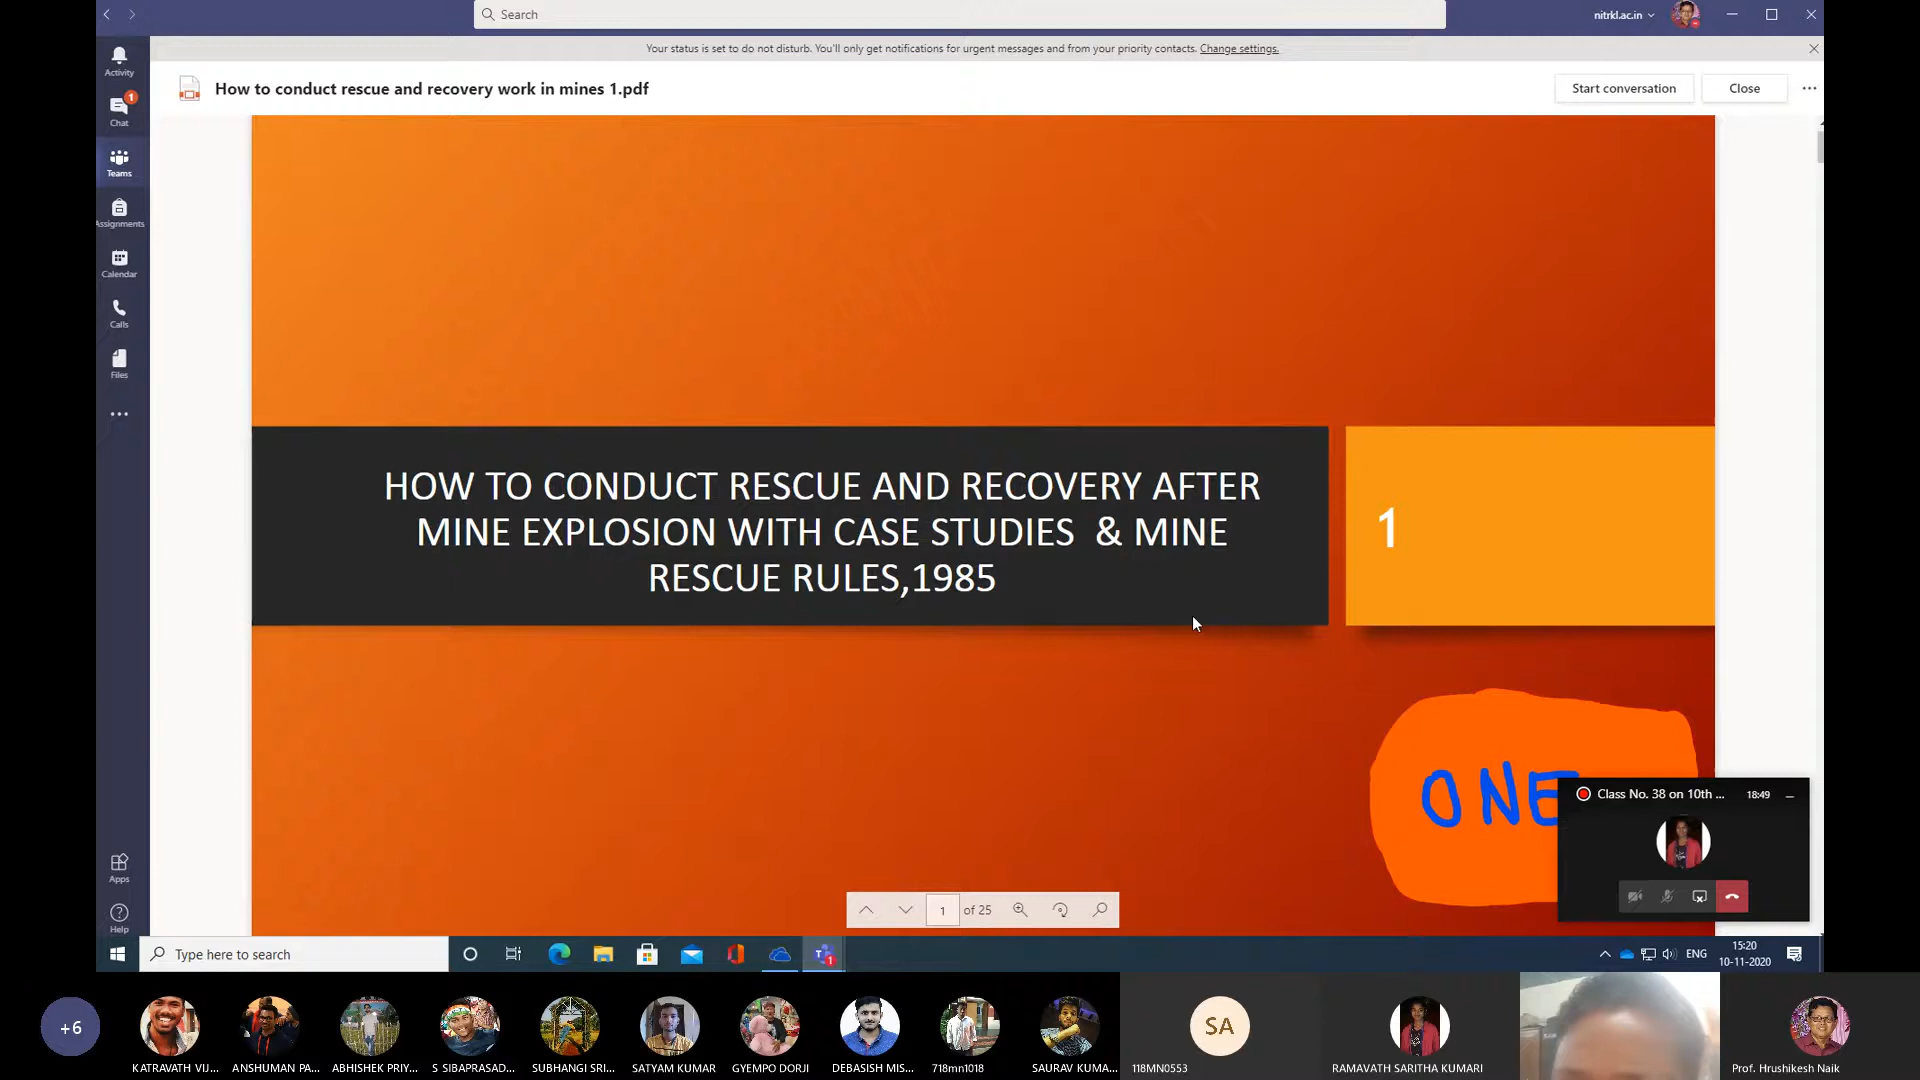 Search
nitrkl.ac.in
Your status is set to do not disturb. You'll only get notifications for urgent messages and from your priority contacts. Change settings.
Activity
Chat
1
Teams
Assignments
Calendar
Calls
Files
Apps
Help
How to conduct rescue and recovery work in mines 1.pdf
Start conversation
Close
HOW TO CONDUCT RESCUE AND RECOVERY AFTER
MINE EXPLOSION WITH CASE STUDIES & MINE
RESCUE RULES,1985
1
ONE
Class No. 38 on 10th ...
18:49
1 of 25
Type here to search
1
ENG
15:20
10-11-2020
+6
KATRAVATH VIJ...
ANSHUMAN PA...
ABHISHEK PRIY...
S SIBAPRASAD...
SUBHANGI SRI...
SATYAM KUMAR
GYEMPO DORJI
DEBASISH MIS...
718mn1018
SAURAV KUMA...
SA
118MN0553
RAMAVATH SARITHA KUMARI
Prof. Hrushikesh Naik